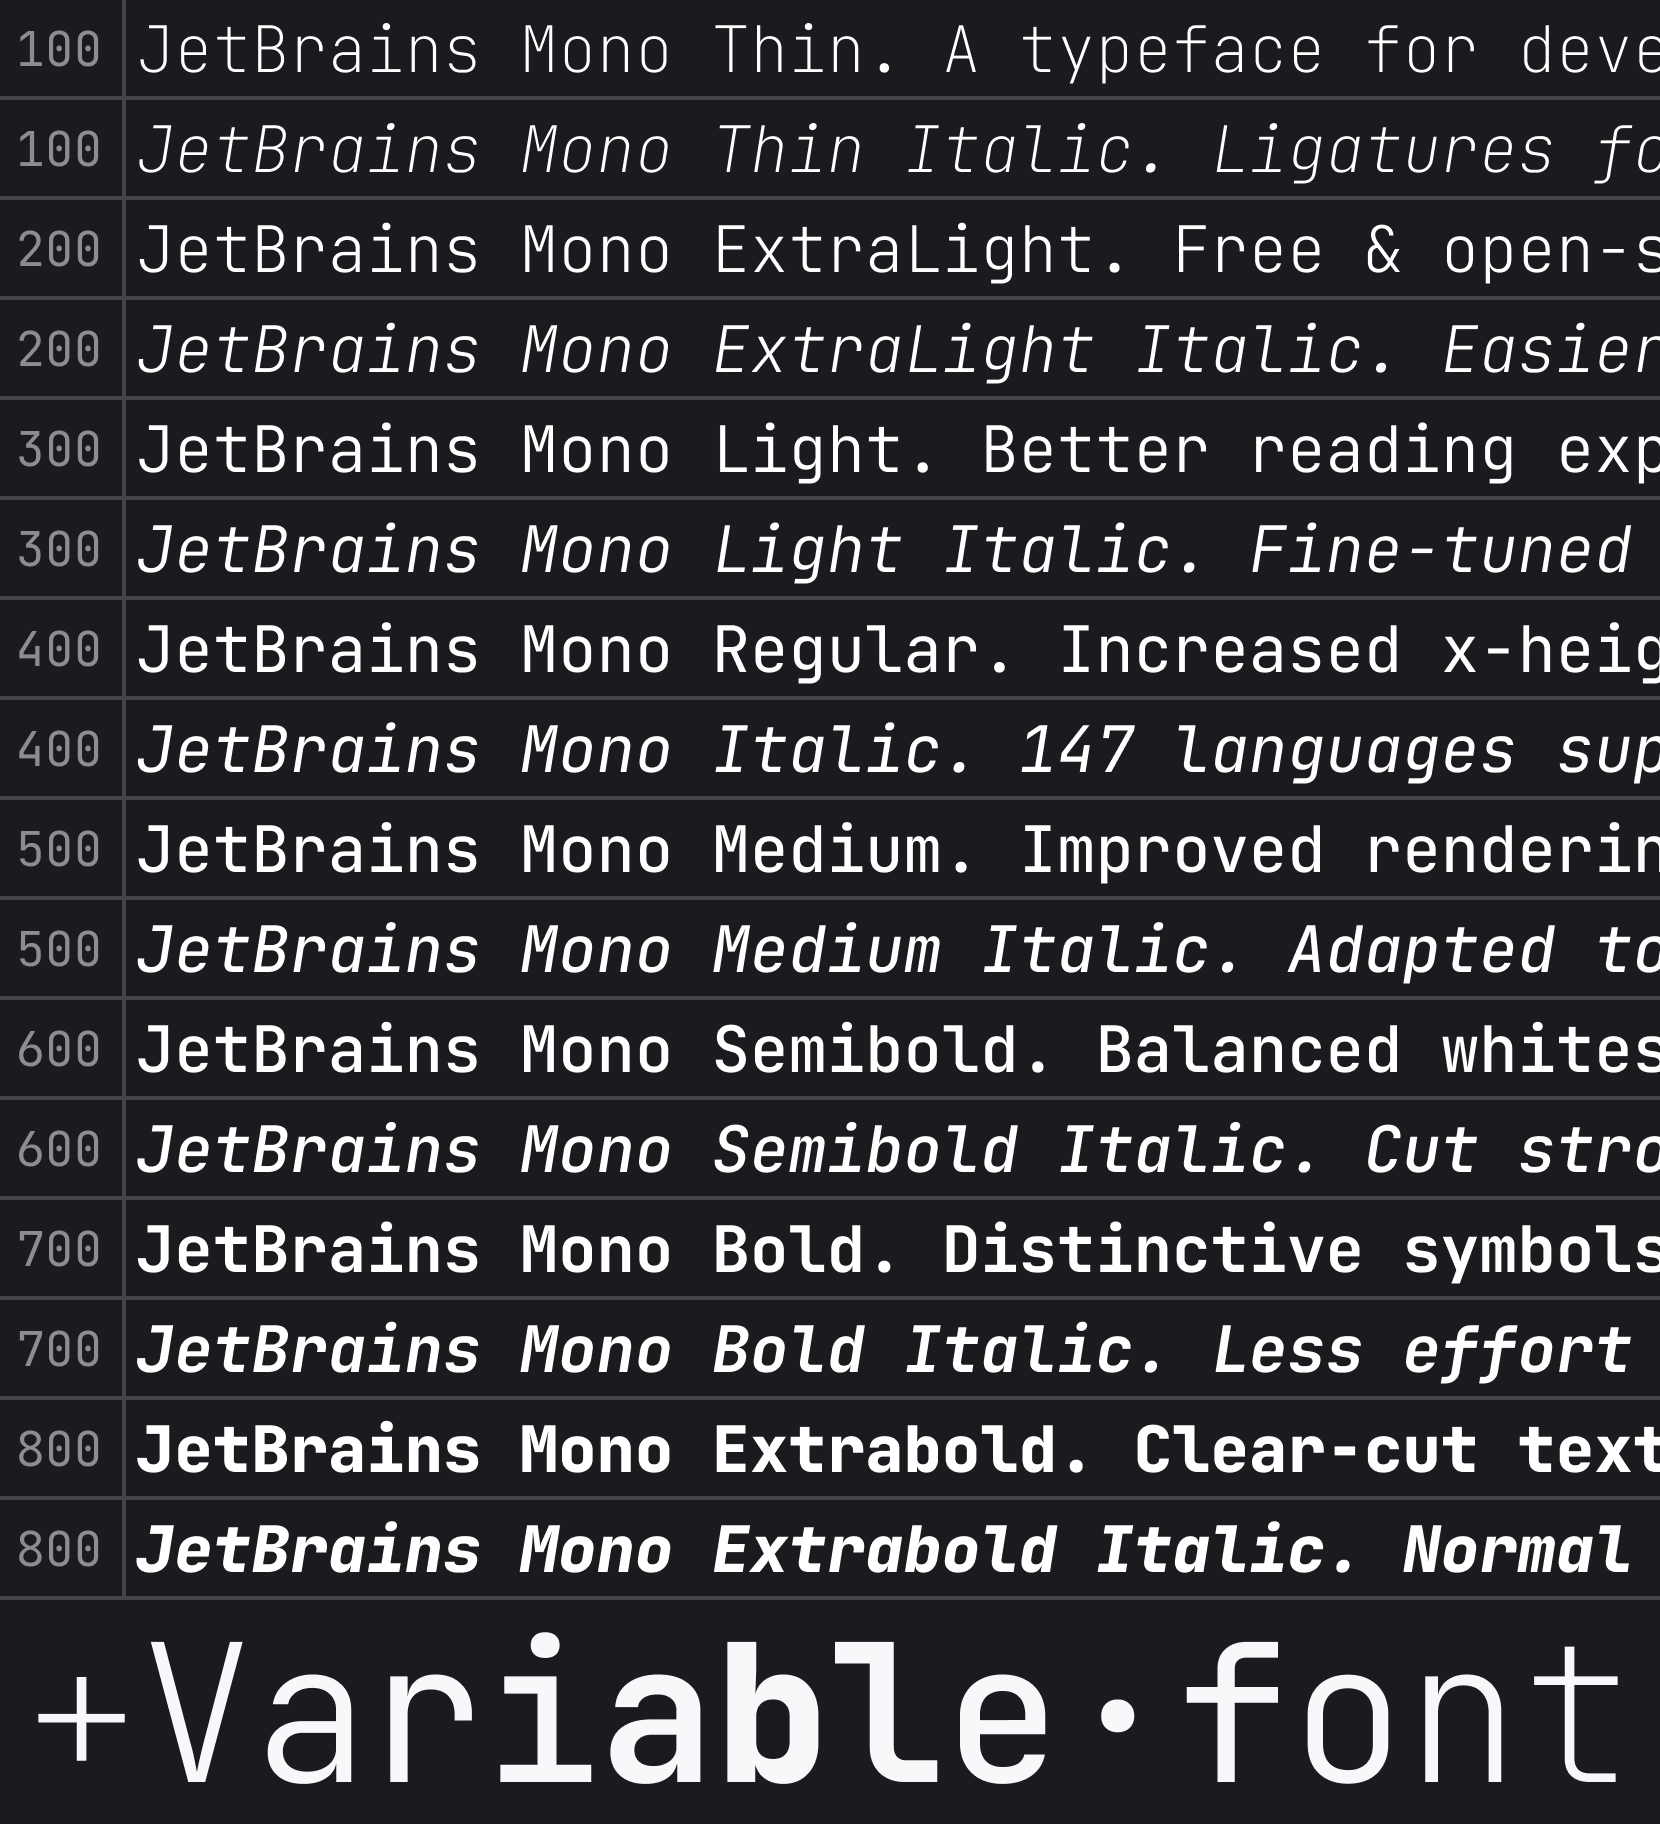 100 JetBrains Mono Thin. A typeface for deve
100 JetBrains Mono Thin Italic. Ligatures fo
200 JetBrains Mono ExtraLight. Free & open-s
200 JetBrains Mono ExtraLight Italic. Easier
300 JetBrains Mono Light. Better reading exp
300 JetBrains Mono Light Italic. Fine-tuned
400 JetBrains Mono Regular. Increased x-heig
400 JetBrains Mono Italic. 147 languages sup
500 JetBrains Mono Medium. Improved renderin
500 JetBrains Mono Medium Italic. Adapted to
600 JetBrains Mono Semibold. Balanced whites
600 JetBrains Mono Semibold Italic. Cut stro
700 JetBrains Mono Bold. Distinctive symbols
700 JetBrains Mono Bold Italic. Less effort
800 JetBrains Mono Extrabold. Clear-cut text
800 JetBrains Mono Extrabold Italic. Normal
+Variable·font